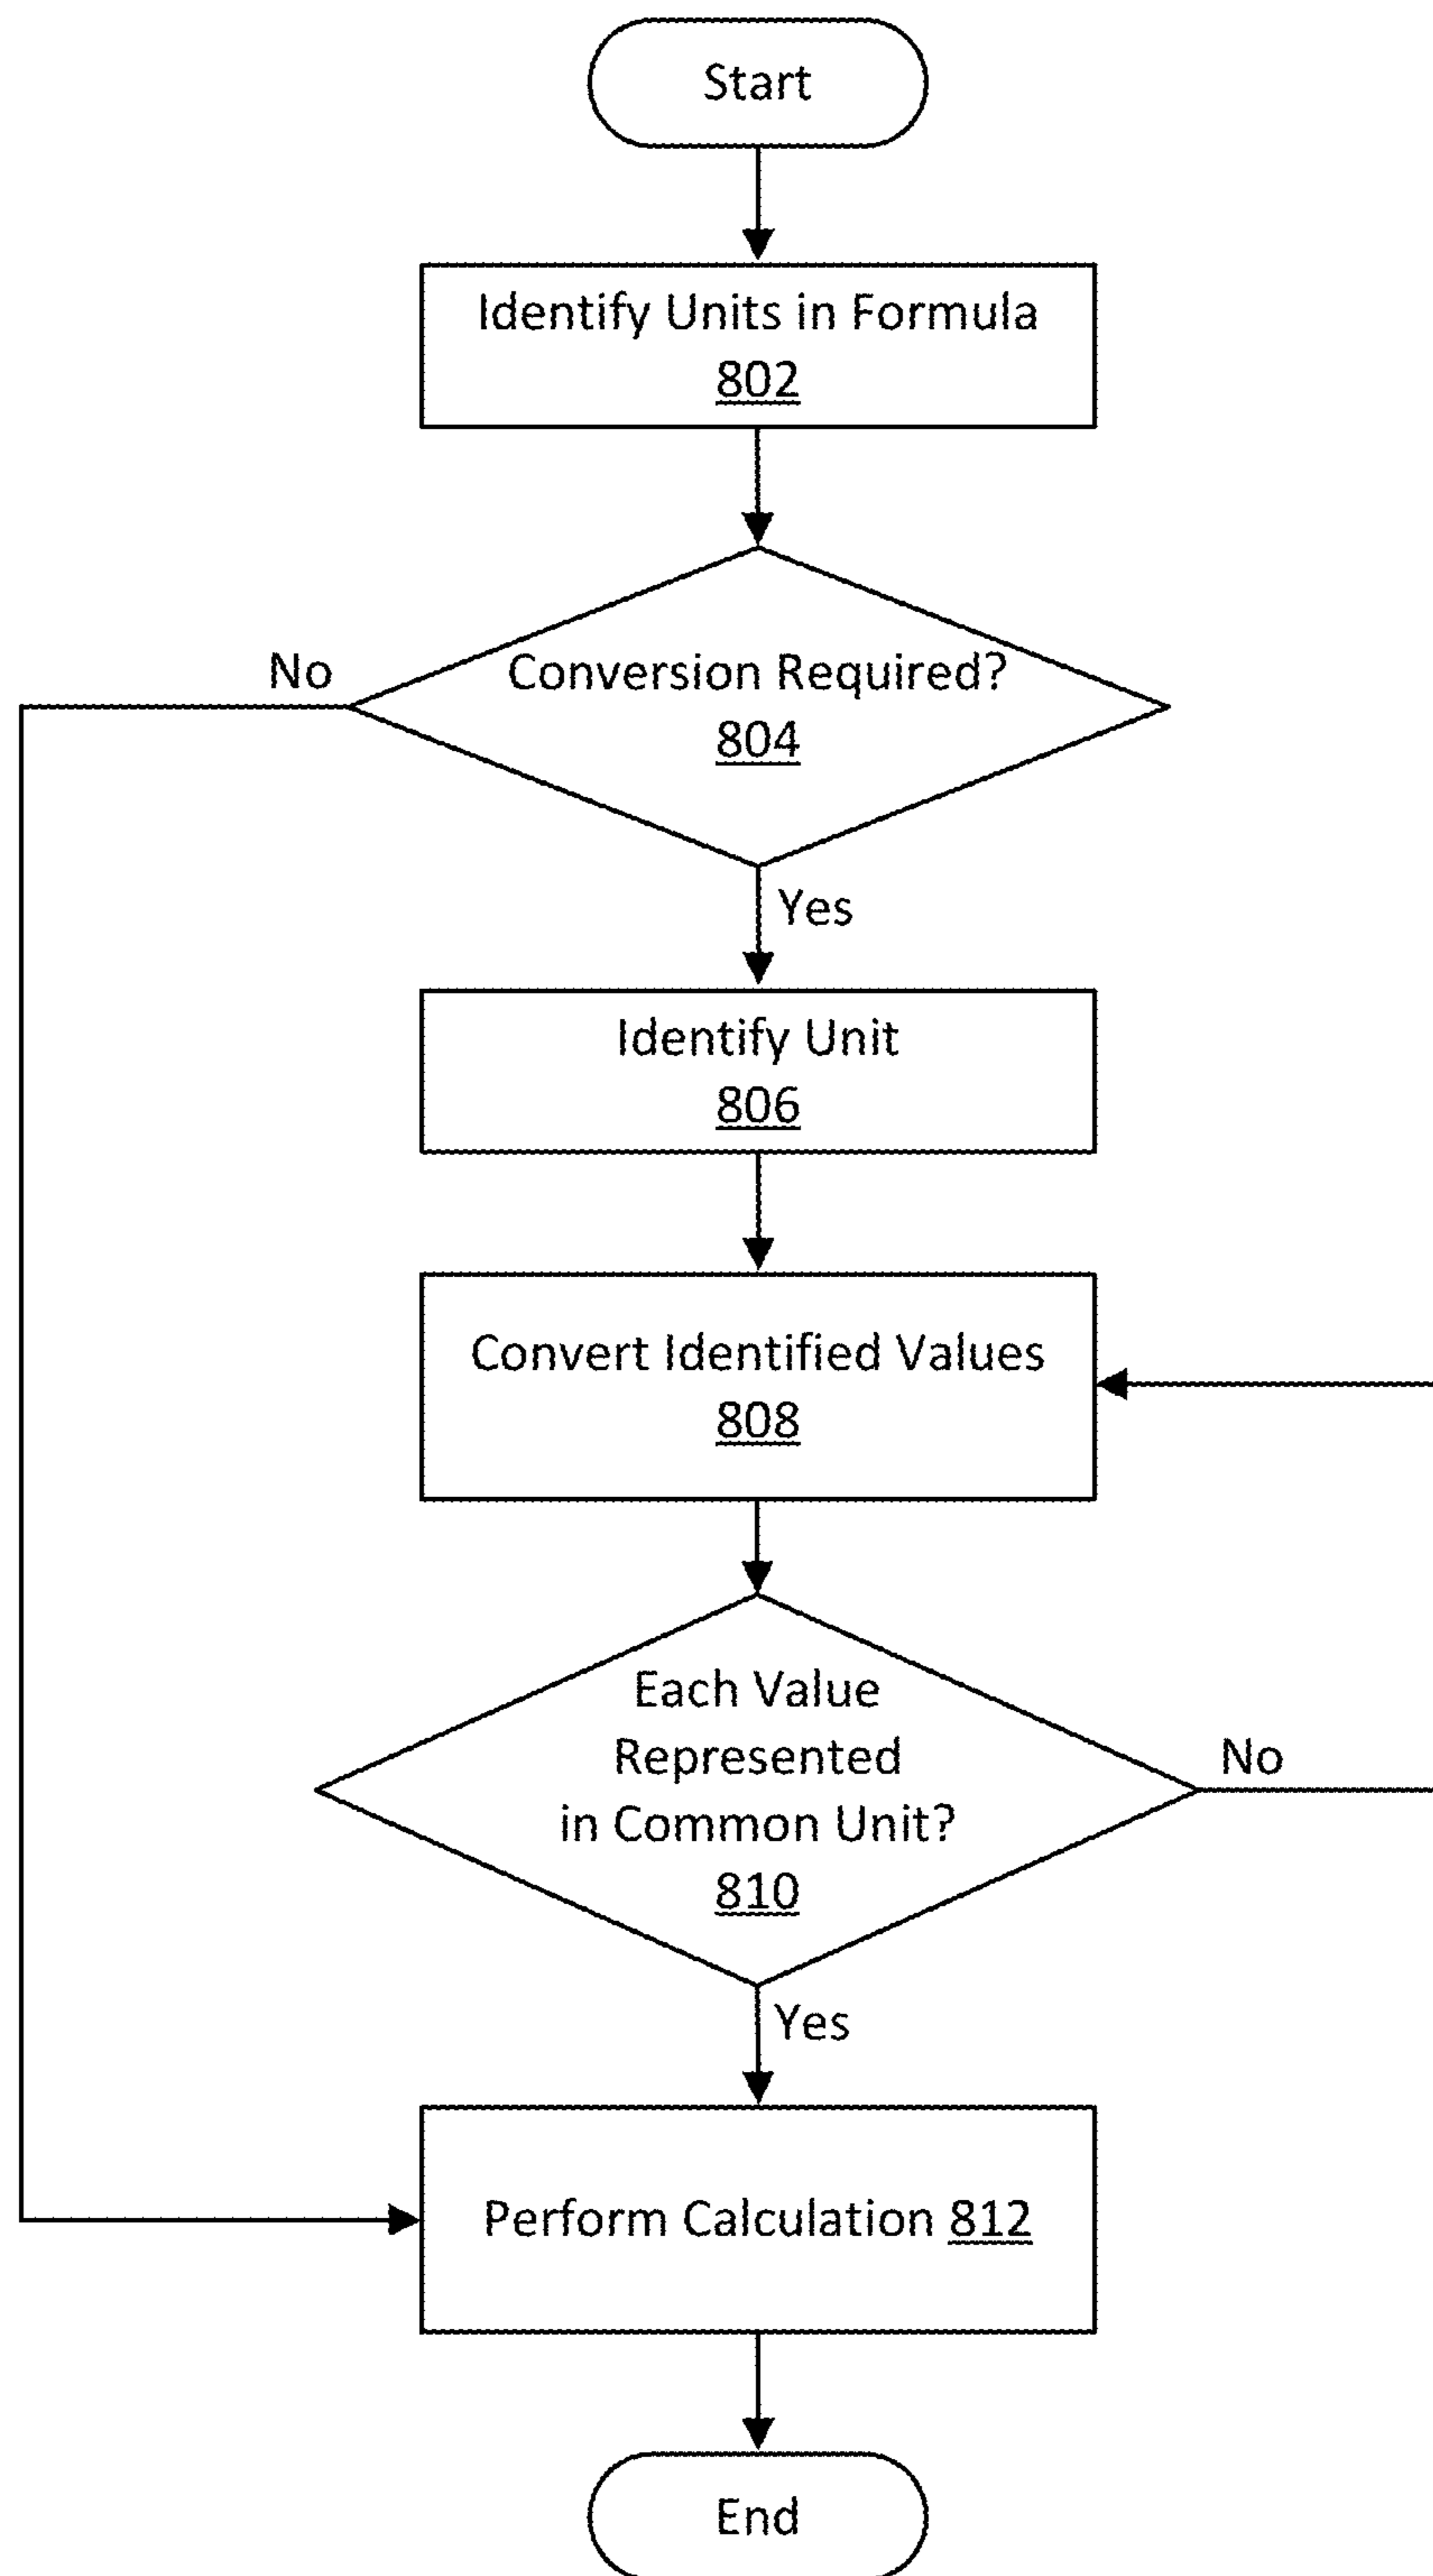 Start
Identify Units in Formula
802
No
Conversion Required?
804
Yes
Identify Unit
806
Convert Identified Values
808
Each Value
Represented
No
in Common Unit?
810
Yes
Perform Calculation 812
End